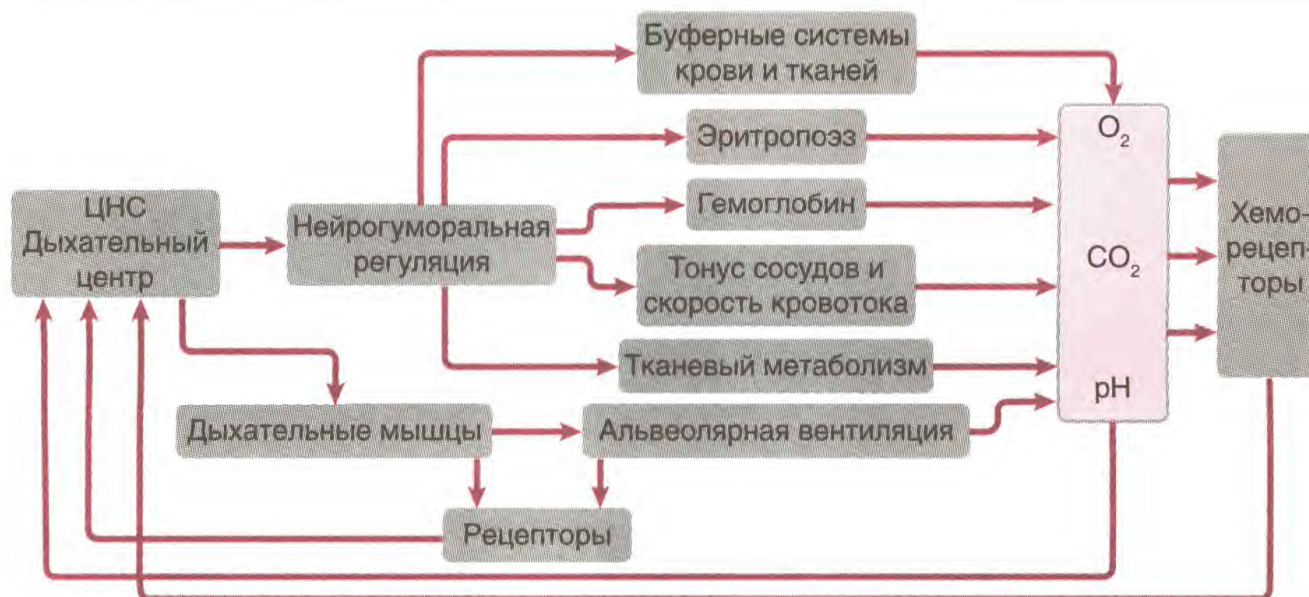 Буферные системы
крови и тканей
Эритропоэз
Гемоглобин
Тонус сосудов и
скорость кровотока
Тканевый метаболизм
ЦНС
Дыхательный
центр
Нейрогуморальная
регуляция
Дыхательные мышцы
Альвеолярная вентиляция
Рецепторы
O₂
CO₂
pH
Хемо-
рецеп-
торы